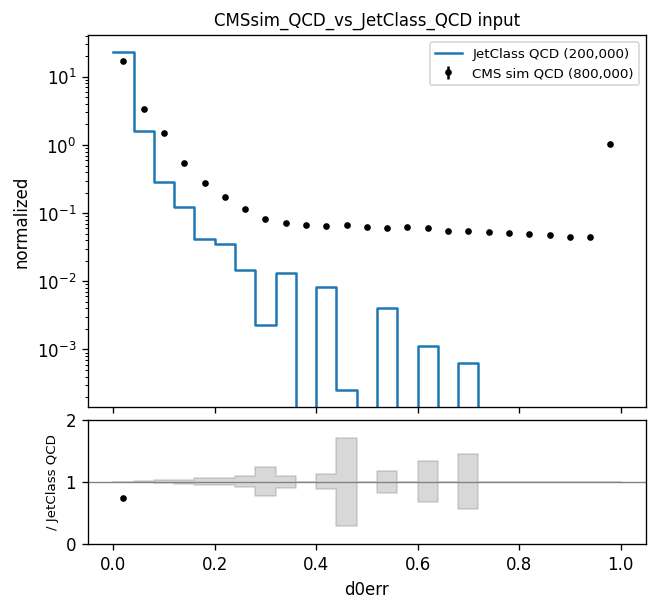 CMSsim_QCD_vs_JetClass_QCD input
JetClass QCD (200,000)
CMS sim QCD (800,000)
normalized
10^1
10^0
10^-1
10^-2
10^-3
/ JetClass QCD
2
1
0
0.0 0.2 0.4 0.6 0.8 1.0
d0err